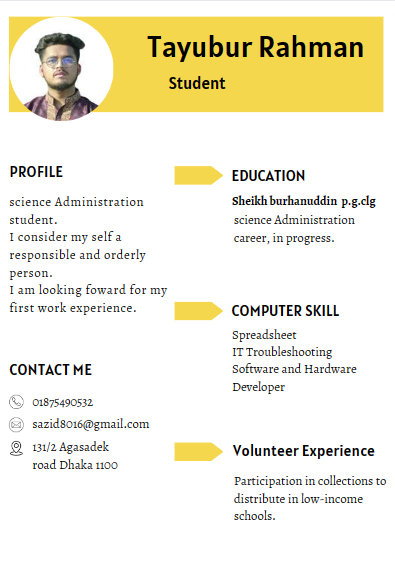 Tayubur Rahman
Student
PROFILE
science Administration
student.
I consider my self a
responsible and orderly
person.
I am looking foward for my
first work experience.
CONTACT ME
01875490532
sazid8016@gmail.com
131/2 Agasadek
road Dhaka 1100
EDUCATION
Sheikh burhanuddin p.g.clg
science Administration
career, in progress.
COMPUTER SKILL
Spreadsheet
IT Troubleshooting
Software and Hardware
Developer
Volunteer Experience
Participation in collections to
distribute in low-income
schools.